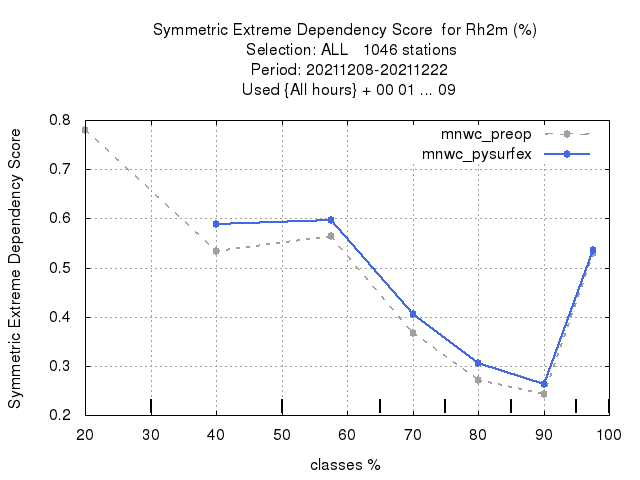 Symmetric Extreme Dependency Score for Rh2m (%)
Selection: ALL 1046 stations
Period: 20211208-20211222
Used {All hours} + 00 01 ... 09
mnwc_preop
mnwc_pysurfex
Symmetric Extreme Dependency Score
0.8
0.7
0.6
0.5
0.4
0.3
0.2
20 30 40 50 60 70 80 90 100
classes %